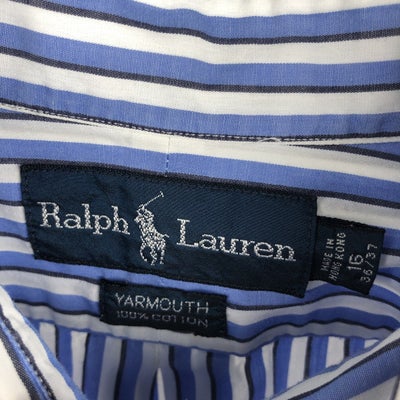 Ralph Lauren
MADE IN
HONG KONG
16
36/37
YARMOUTH
100% COTTON